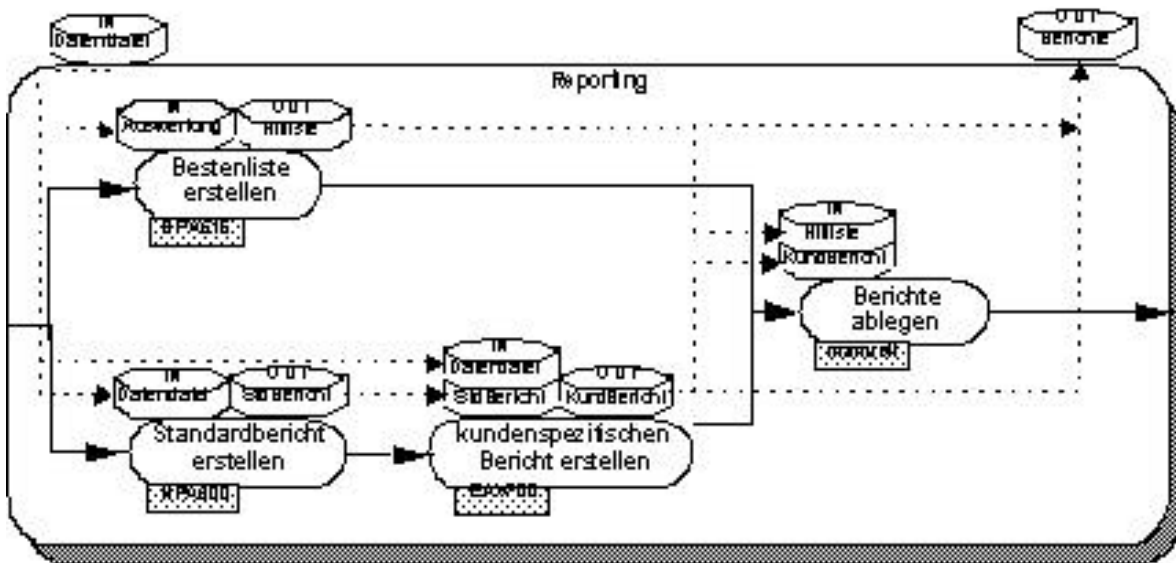 IN
Datendatei
OUT
Berichte
Reporting
IN
Auswertung
OUT
Hitliste
Bestenliste
erstellen
IN
Hitliste
KundBericht
Berichte
ablegen
IN
Datendatei
StdBericht
IN
Datendatei
OUT
StdBericht
OUT
KundBericht
Standardbericht
erstellen
kundenspezifischen
Bericht erstellen